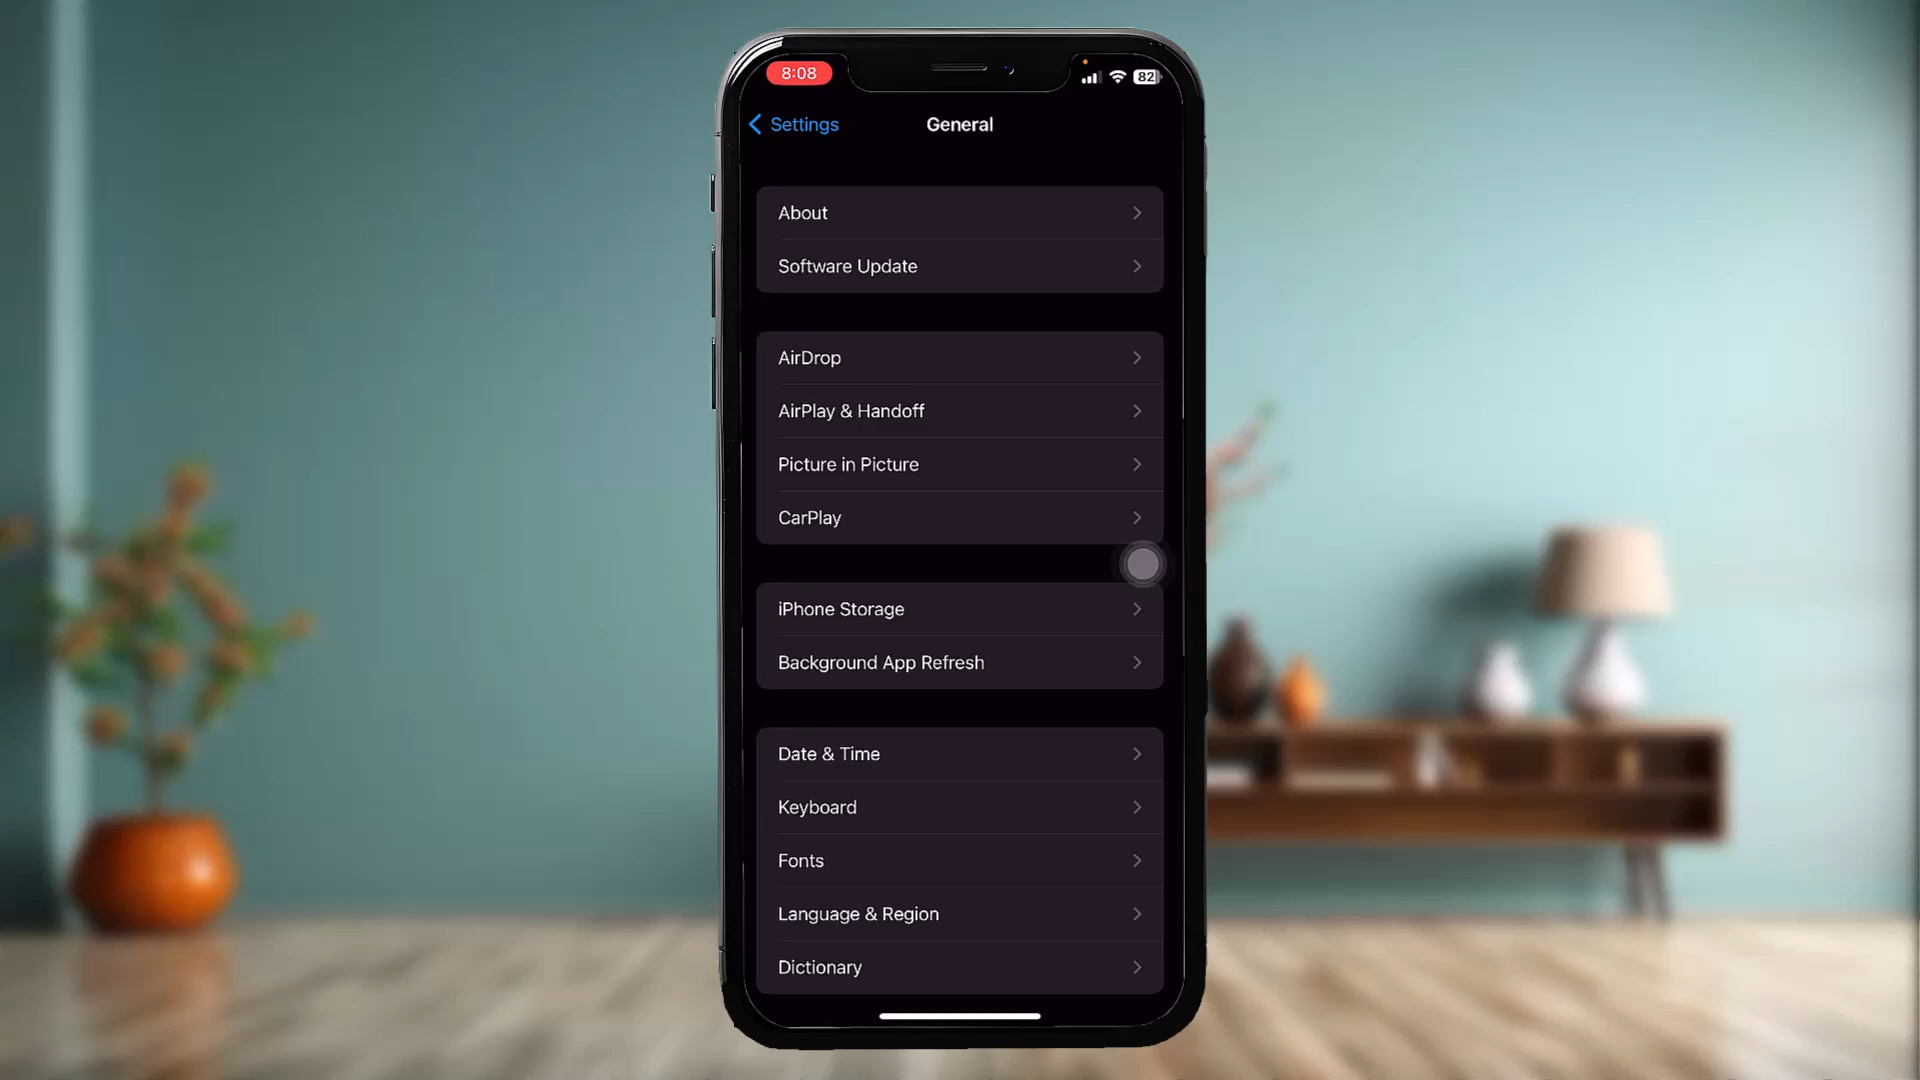 8:08
82
Settings
General
About
Software Update
AirDrop
AirPlay & Handoff
Picture in Picture
CarPlay
iPhone Storage
Background App Refresh
Date & Time
Keyboard
Fonts
Language & Region
Dictionary